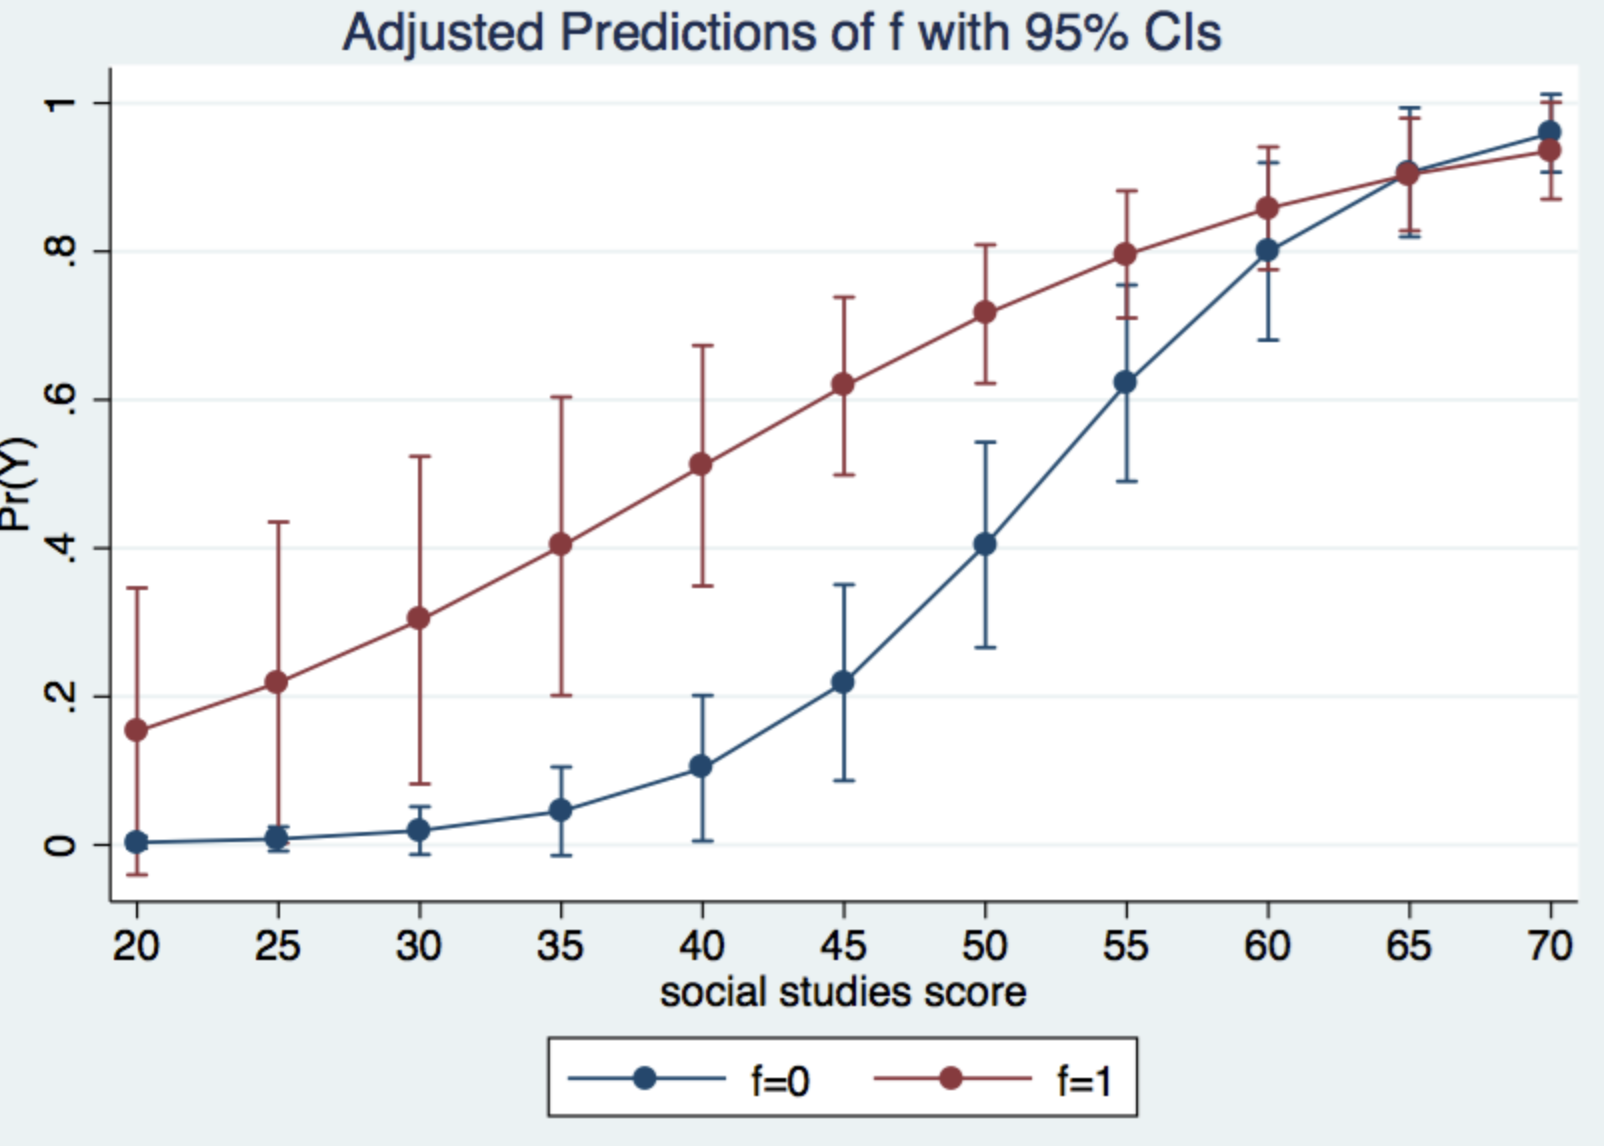 Adjusted Predictions of f with 95% CIs
Pr(Y)
1
.8
.6
.4
.2
0
20 25 30 35 40 45 50 55 60 65 70
social studies score
f=0 f=1